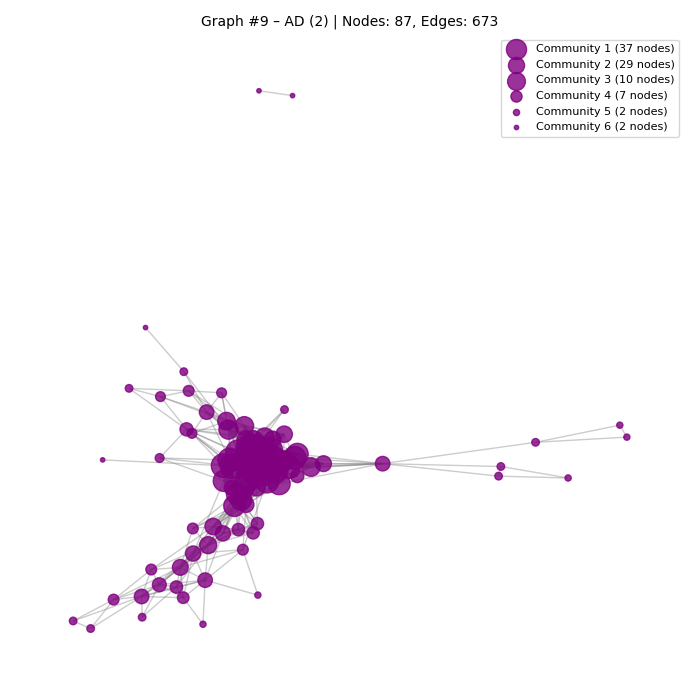 Graph #9 – AD (2) | Nodes: 87, Edges: 673
Community 1 (37 nodes)
Community 2 (29 nodes)
Community 3 (10 nodes)
Community 4 (7 nodes)
Community 5 (2 nodes)
Community 6 (2 nodes)